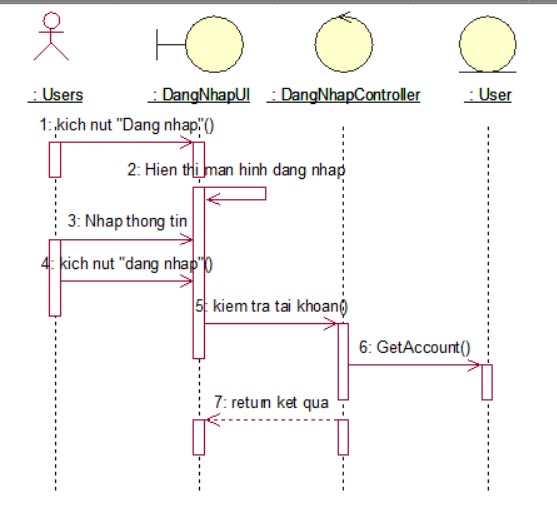 : Users
: DangNhapUI
: DangNhapController
: User
1: kich nut "Dang nhap"()
2: Hien thi man hinh dang nhap
3: Nhap thong tin
4: kich nut "dang nhap"()
5: kiem tra tai khoan()
6: GetAccount()
7: return ket qua